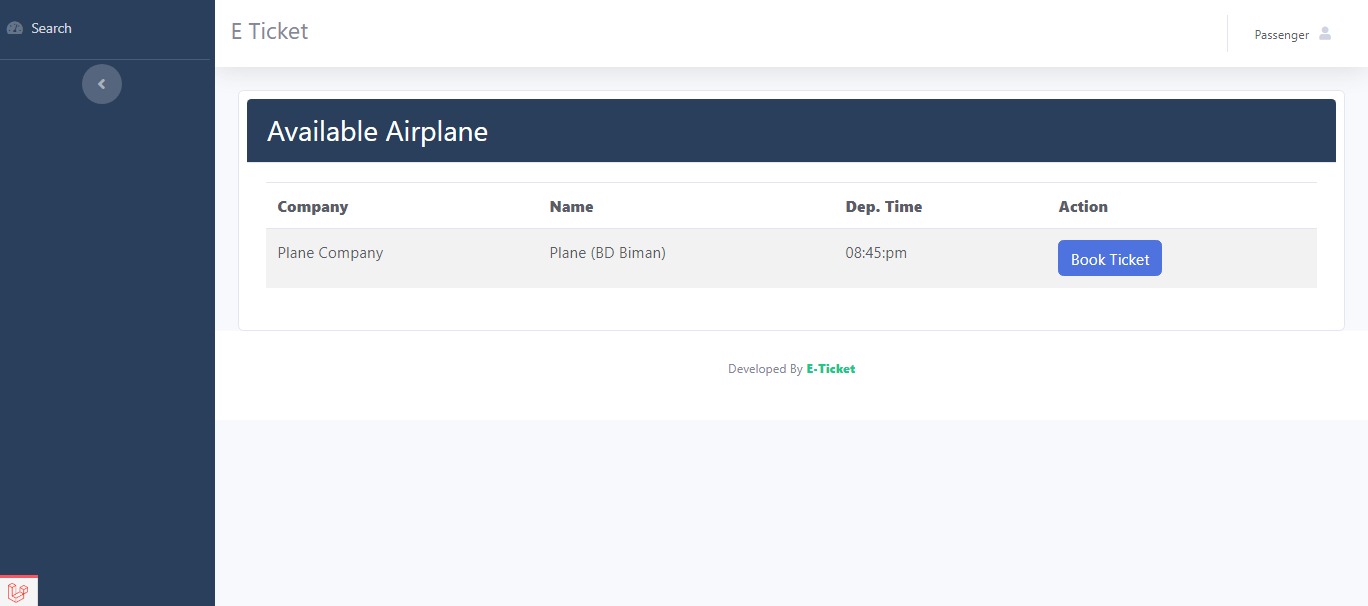 Search
E Ticket
Passenger
Available Airplane
Company Name Dep. Time Action
Plane Company Plane (BD Biman) 08:45:pm Book Ticket
Developed By E-Ticket